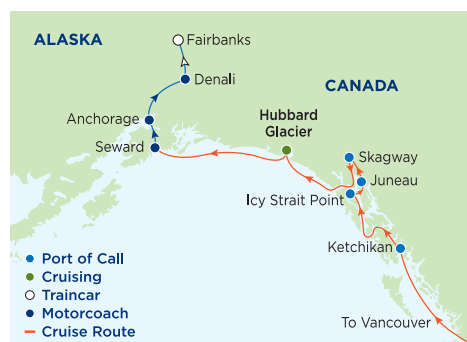 ALASKA
Fairbanks
Denali
CANADA
Anchorage
Hubbard
Glacier
Seward
Skagway
Juneau
Icy Strait Point
Ketchikan
Port of Call
Cruising
Traincar
Motorcoach
Cruise Route
To Vancouver